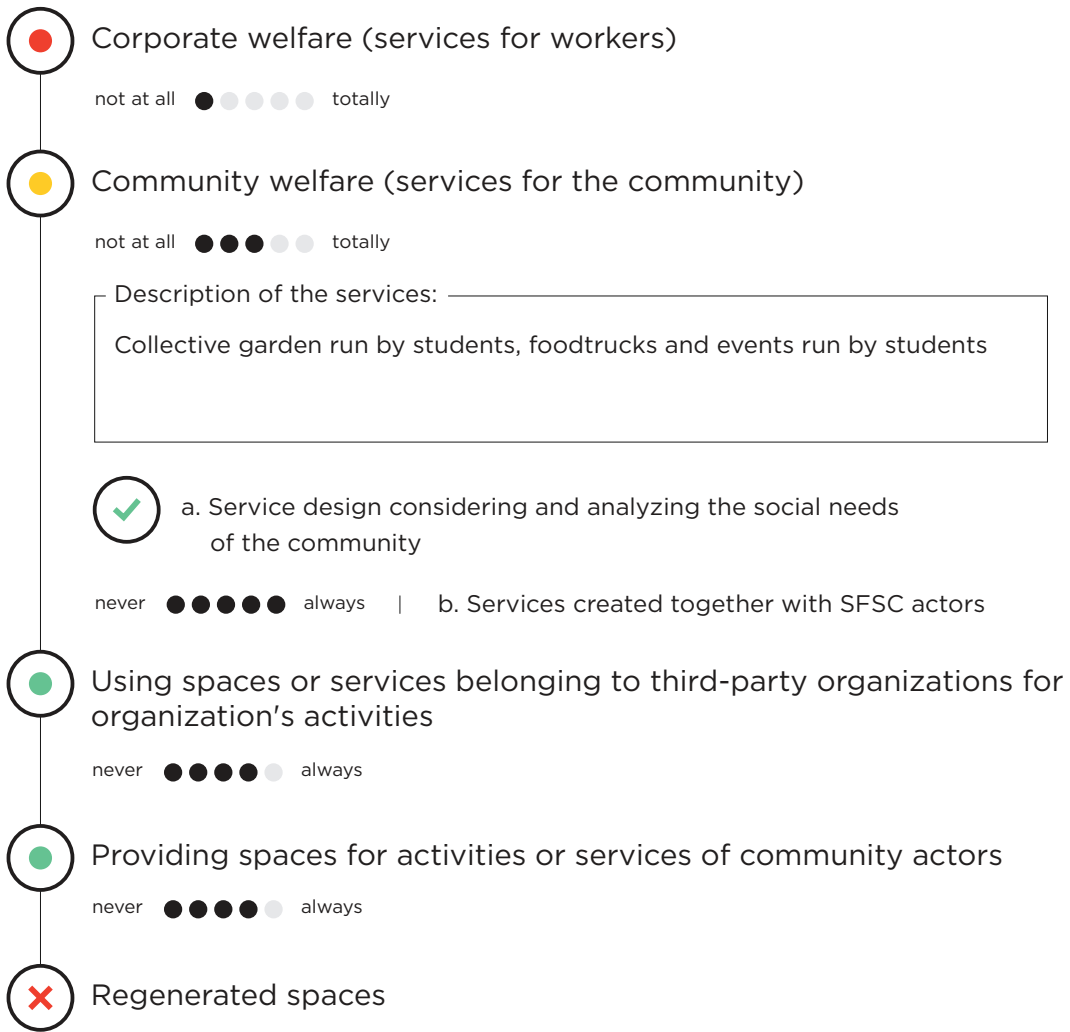 Corporate welfare (services for workers)
not at all totally
Community welfare (services for the community)
not at all totally
Description of the services:
Collective garden run by students, foodtrucks and events run by students
a. Service design considering and analyzing the social needs
of the community
never always | b. Services created together with SFSC actors
Using spaces or services belonging to third-party organizations for
organization's activities
never always
Providing spaces for activities or services of community actors
never always
Regenerated spaces